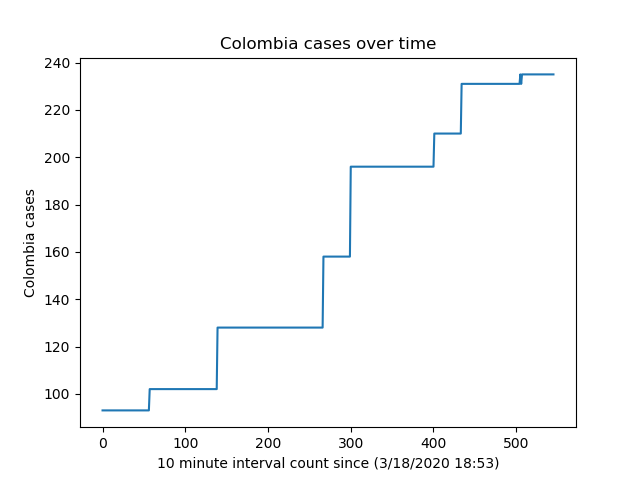 Colombia cases over time
240
220
200
180
160
140
120
100
Colombia cases
0 100 200 300 400 500
10 minute interval count since (3/18/2020 18:53)